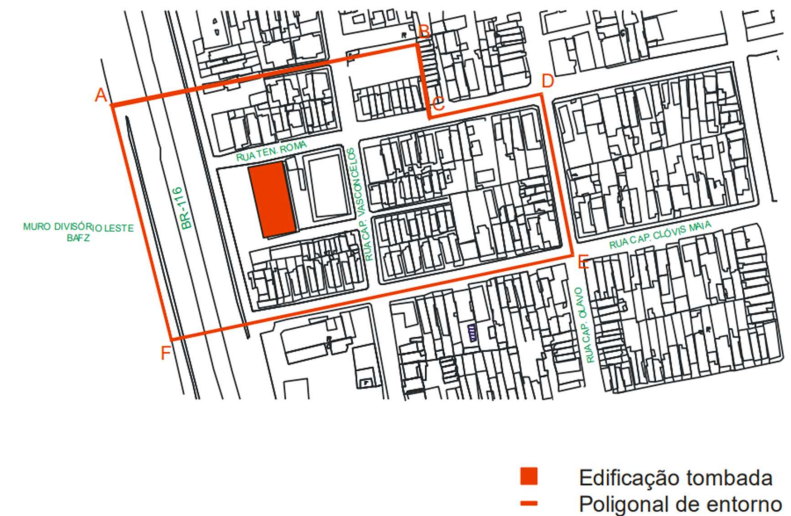 B
A
D
C
RUA TEN. ROMA
RUA CAP. VASCONCELOS
BR-116
MURO DIVISÓRIO LESTE
BAFZ
RUA CAP. CLÓVIS MAIA
E
RUA CAP. OLAVO
F
Edificação tombada
Poligonal de entorno